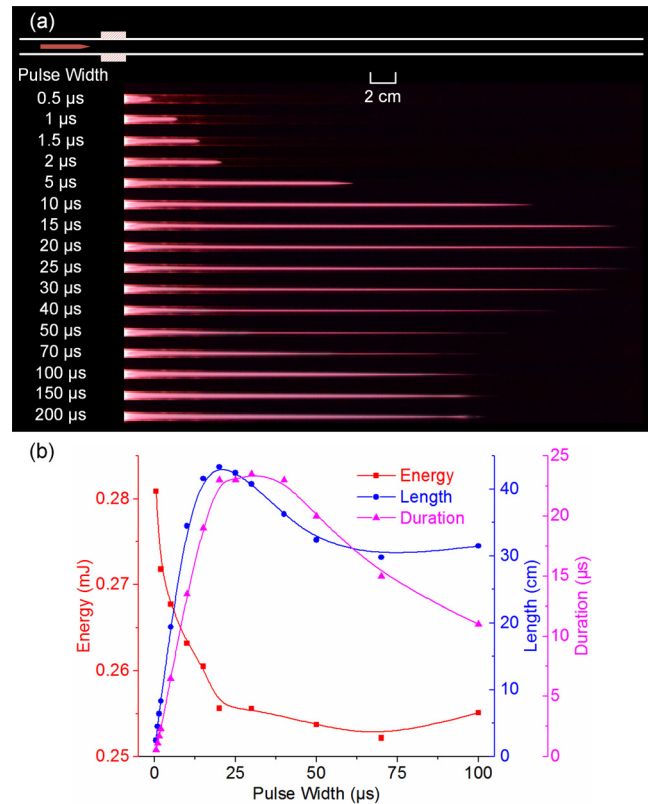 (a)
Pulse Width
2 cm
0.5 µs
1 µs
1.5 µs
2 µs
5 µs
10 µs
15 µs
20 µs
25 µs
30 µs
40 µs
50 µs
70 µs
100 µs
150 µs
200 µs
(b)
Energy
Length
Duration
0.28
0.27
0.26
0.25
Energy (mJ)
40
30
20
10
0
Length (cm)
25
20
15
10
5
0
Duration (µs)
0 25 50 75 100
Pulse Width (µs)